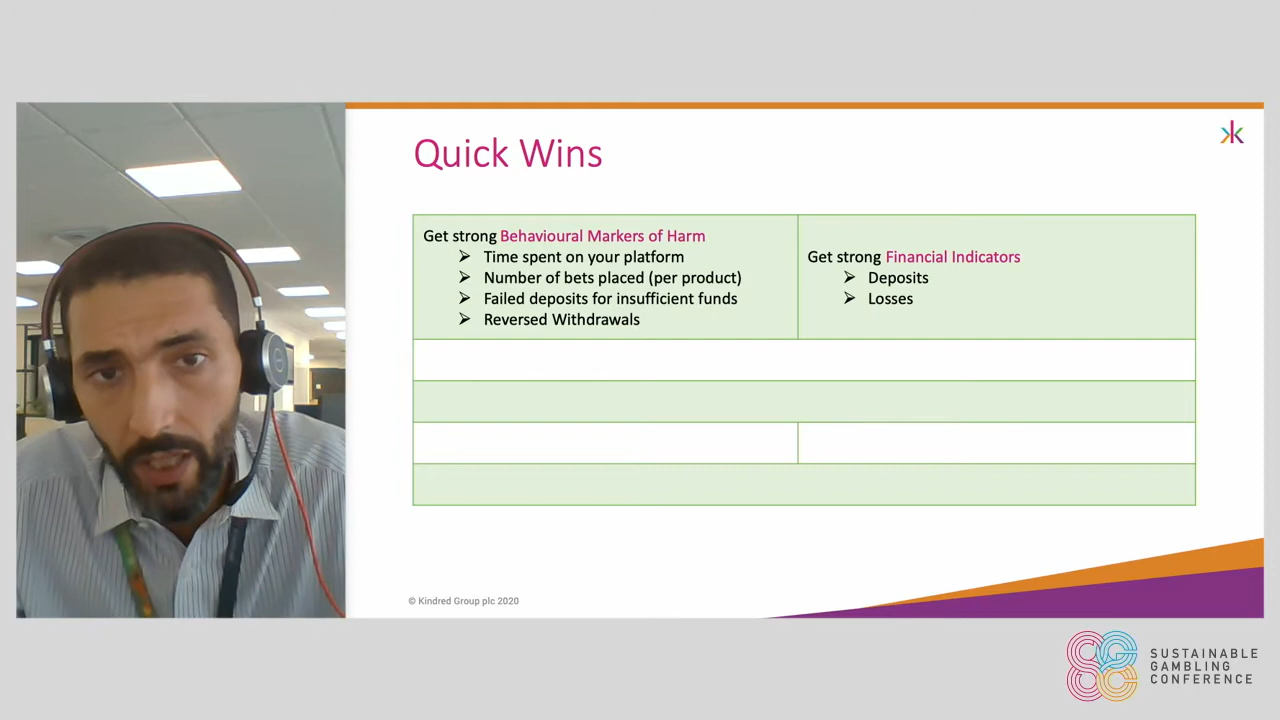 Quick Wins
Get strong Behavioural Markers of Harm
Time spent on your platform
Number of bets placed (per product)
Failed deposits for insufficient funds
Reversed Withdrawals
Get strong Financial Indicators
Deposits
Losses
© Kindred Group plc 2020
SUSTAINABLE
GAMBLING
CONFERENCE